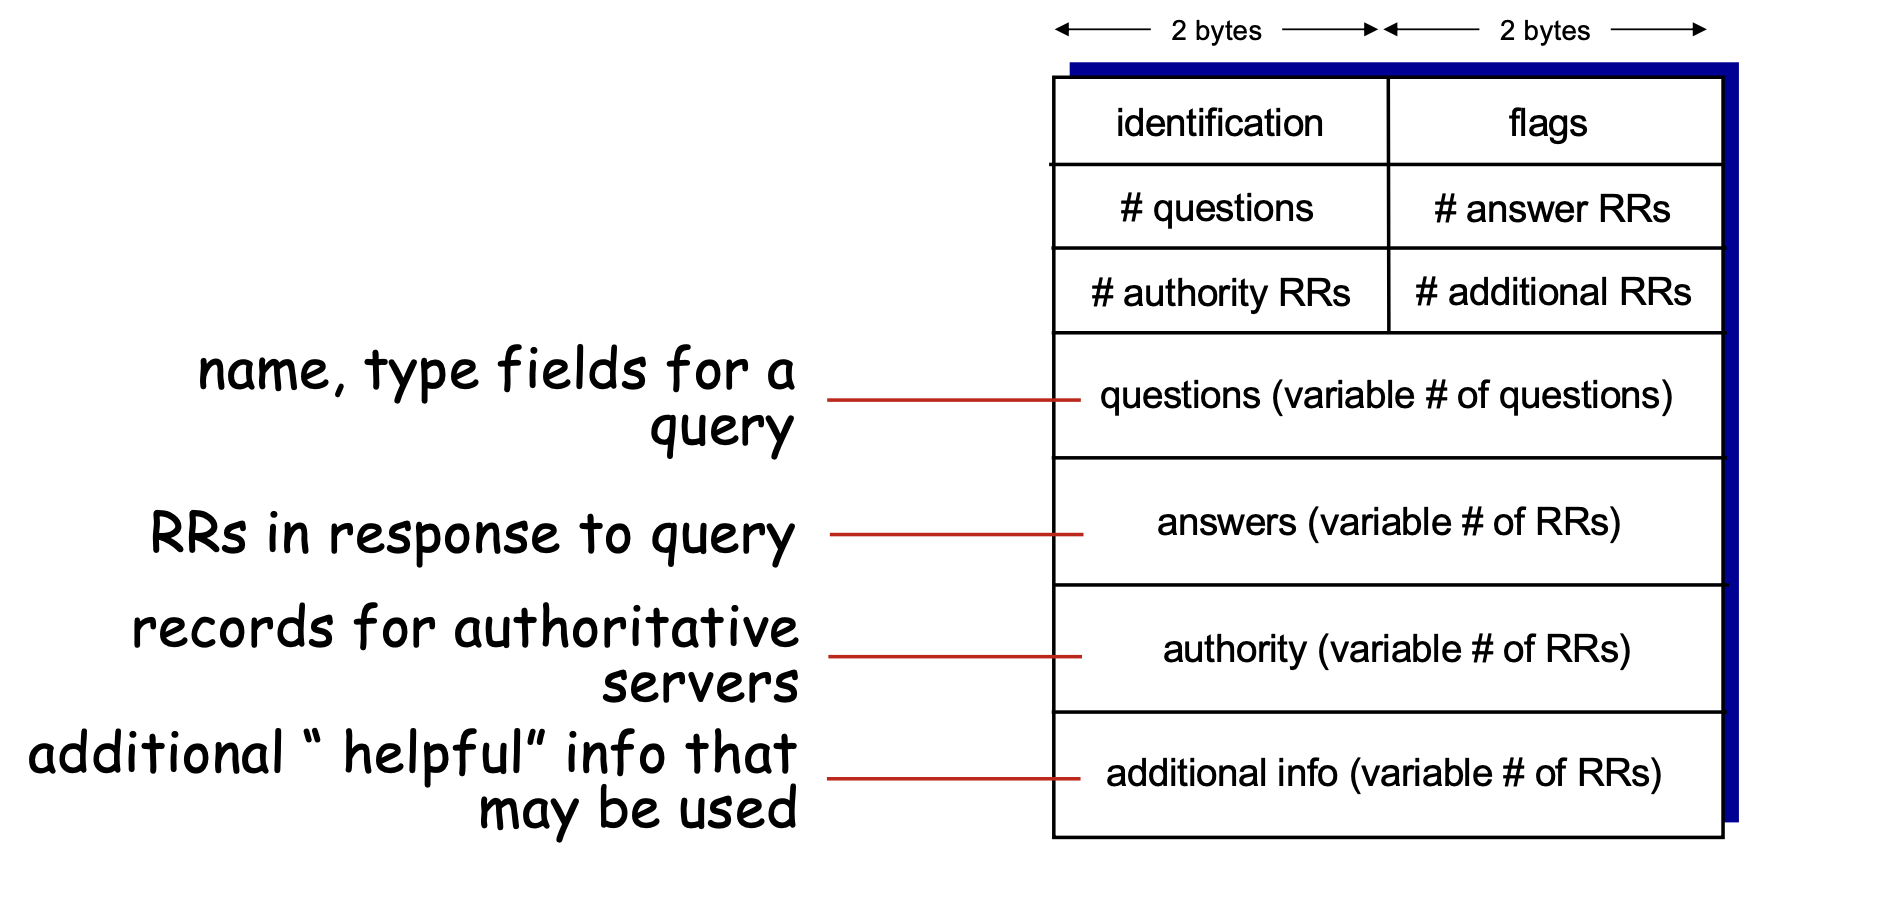 2 bytes 2 bytes
identification flags
# questions # answer RRs
# authority RRs # additional RRs
name, type fields for a
query
questions (variable # of questions)
RRs in response to query
answers (variable # of RRs)
records for authoritative
servers
authority (variable # of RRs)
additional “ helpful” info that
may be used
additional info (variable # of RRs)